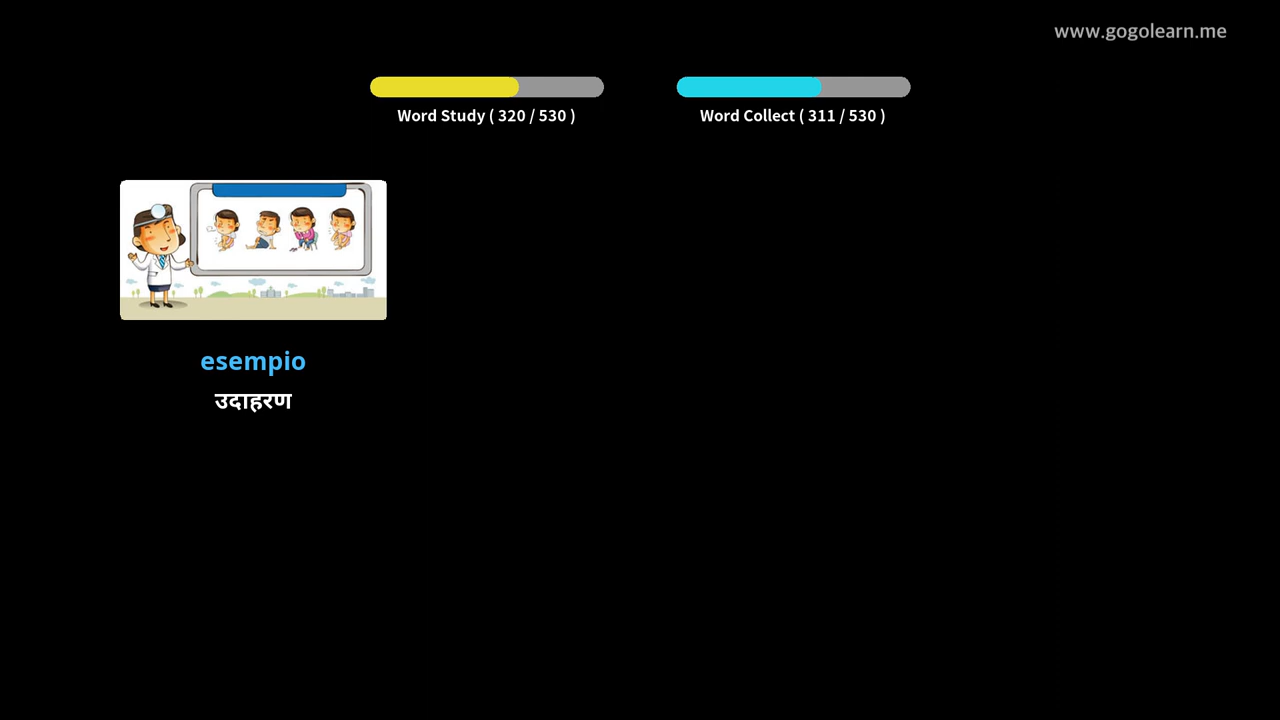 www.gogolearn.me
Word Study ( 320 / 530 )
Word Collect ( 311 / 530 )
esempio
उदाहरण